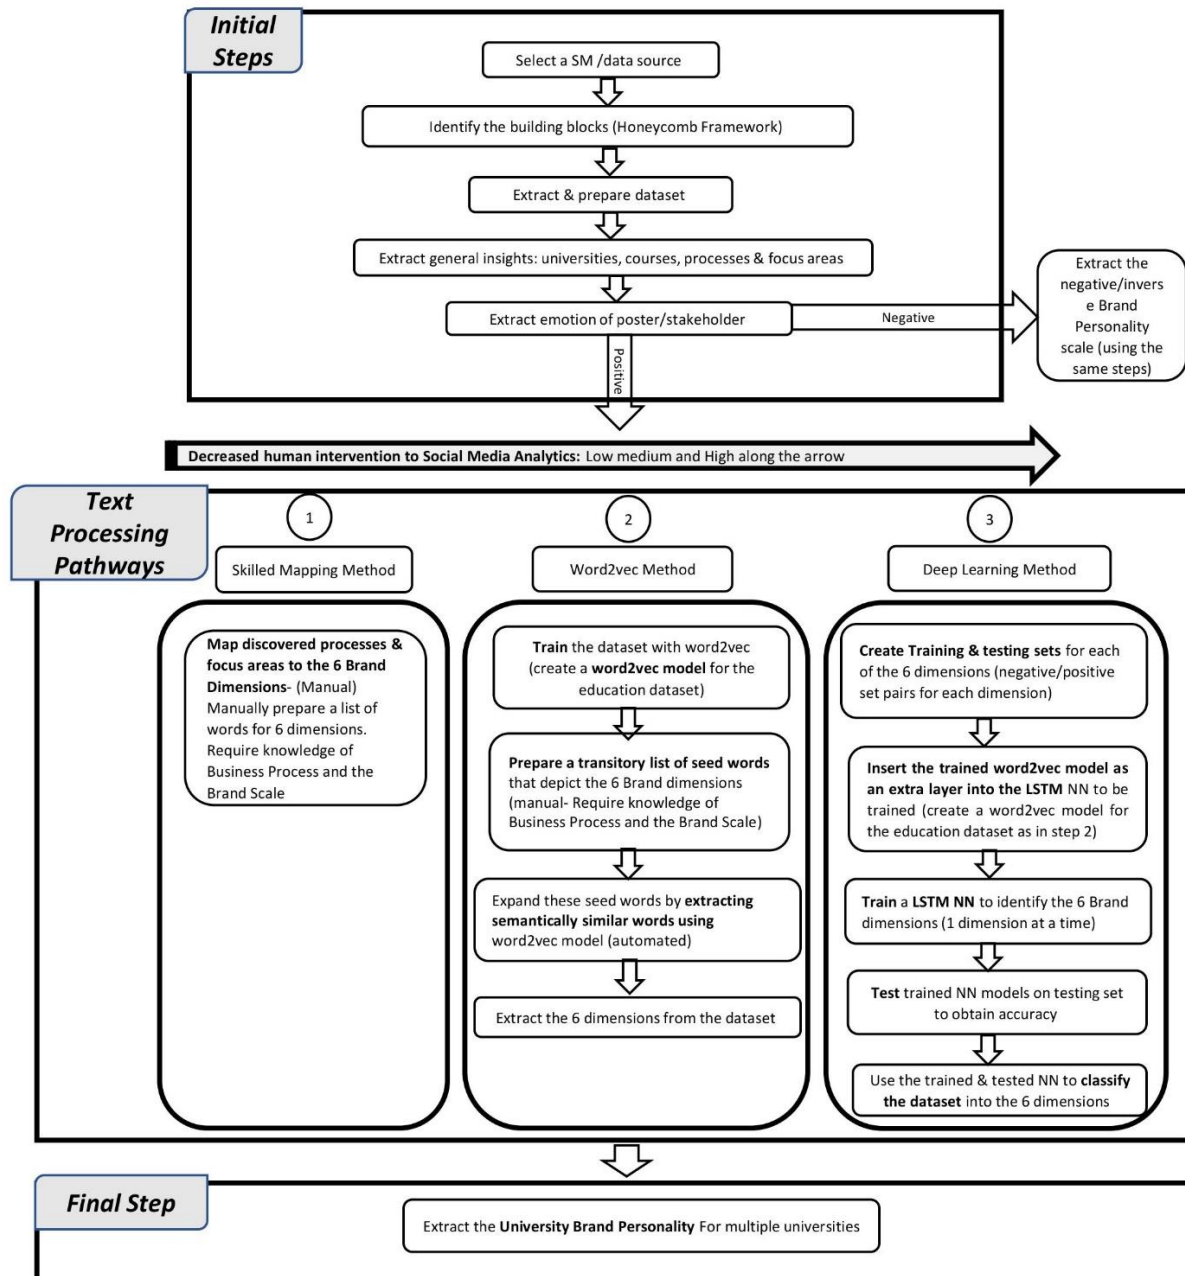 Initial
Steps
Select a SM /data source
Identify the building blocks (Honeycomb Framework)
Extract & prepare dataset
Extract general insights: universities, courses, processes & focus areas
Extract emotion of poster/stakeholder
Negative
Extract the
negative/invers
e Brand
Personality
scale (using the
same steps)
Positive
Decreased human intervention to Social Media Analytics: Low medium and High along the arrow
Text
Processing
Pathways
1
Skilled Mapping Method
Map discovered processes &
focus areas to the 6 Brand
Dimensions- (Manual)
Manually prepare a list of
words for 6 dimensions.
Require knowledge of
Business Process and the
Brand Scale
2
Word2vec Method
Train the dataset with word2vec
(create a word2vec model for the
education dataset)
Prepare a transitory list of seed words
that depict the 6 Brand dimensions
(manual- Require knowledge of
Business Process and the Brand Scale)
Expand these seed words by extracting
semantically similar words using
word2vec model (automated)
Extract the 6 dimensions from the dataset
3
Deep Learning Method
Create Training & testing sets for each
of the 6 dimensions (negative/positive
set pairs for each dimension)
Insert the trained word2vec model as
an extra layer into the LSTM NN to be
trained (create a word2vec model for
the education dataset as in step 2)
Train a LSTM NN to identify the 6 Brand
dimensions (1 dimension at a time)
Test trained NN models on testing set
to obtain accuracy
Use the trained & tested NN to classify
the dataset into the 6 dimensions
Final Step
Extract the University Brand Personality For multiple universities